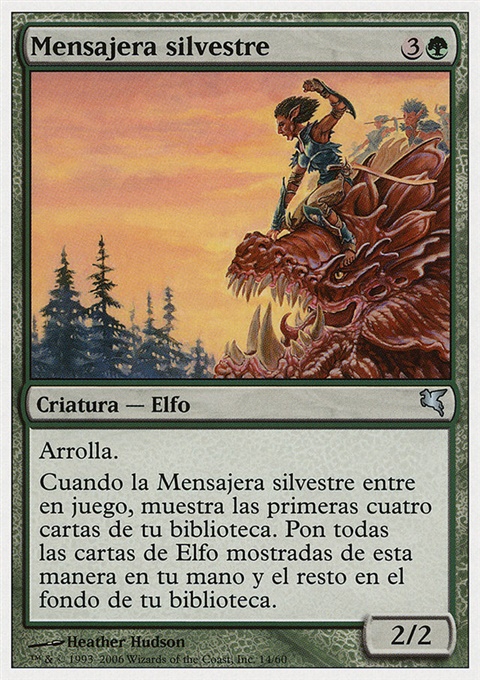 Mensajera silvestre 3
Criatura — Elfo
Arrolla.
Cuando la Mensajera silvestre entre
en juego, muestra las primeras cuatro
cartas de tu biblioteca. Pon todas
las cartas de Elfo mostradas de esta
manera en tu mano y el resto en el
fondo de tu biblioteca.
Heather Hudson
2/2
™ & © 1993–2006 Wizards of the Coast, Inc. 14/60